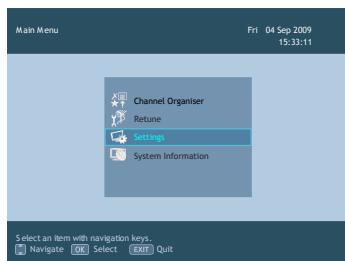 Main Menu
Fri 04 Sep 2009
15:33:11
Channel Organiser
Retune
Settings
System Information
Select an item with navigation keys.
Navigate OK Select EXIT Quit